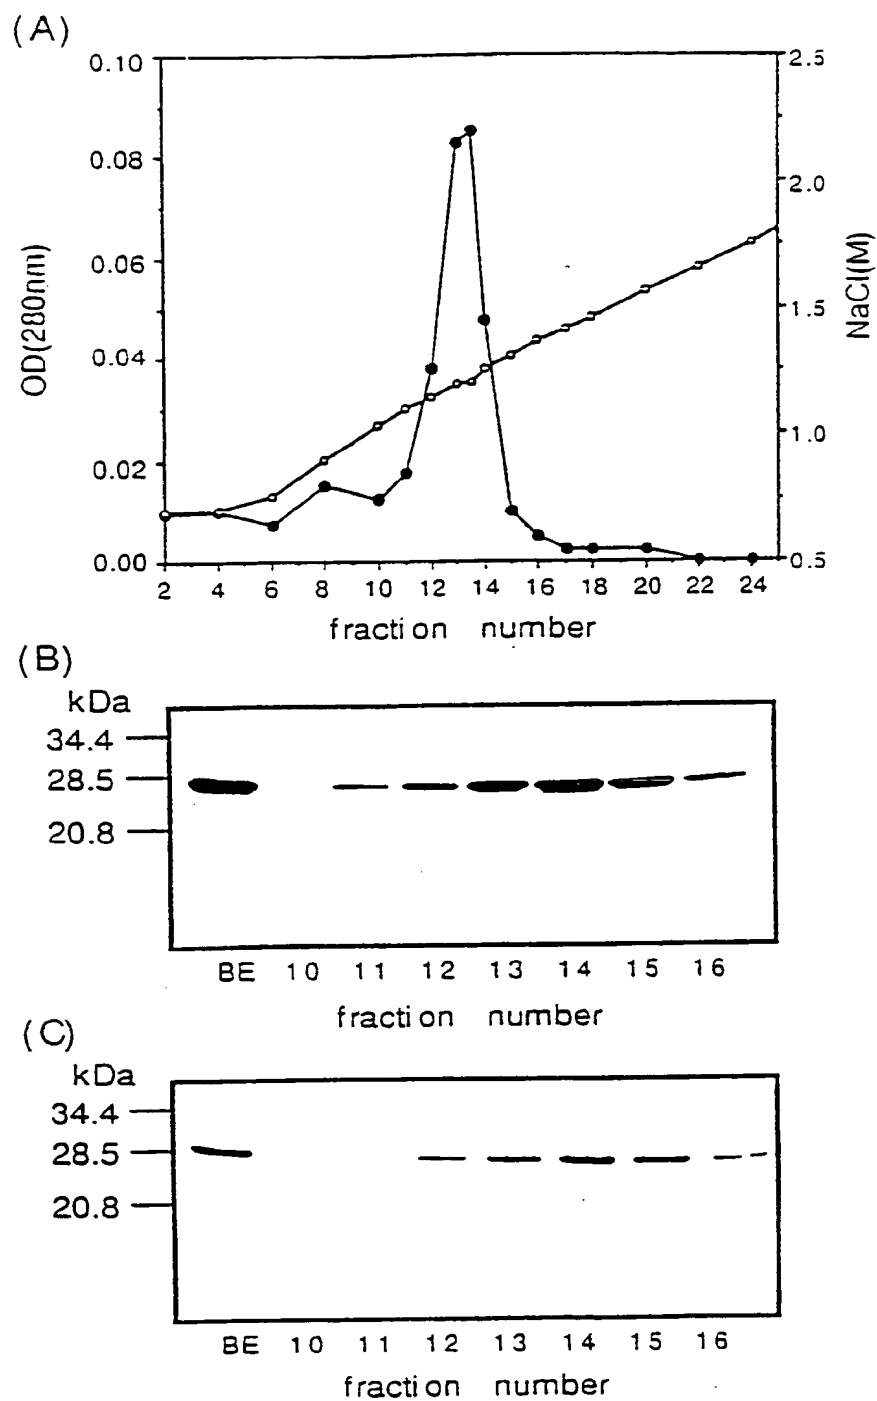 (A)
0.10
0.08
0.06
0.04
0.02
0.00
OD(280nm)
2.5
2.0
1.5
1.0
0.5
NaCl(M)
2 4 6 8 10 12 14 16 18 20 22 24
fraction number
(B)
kDa
34.4
28.5
20.8
BE 10 11 12 13 14 15 16
fraction number
(C)
kDa
34.4
28.5
20.8
BE 10 11 12 13 14 15 16
fraction number